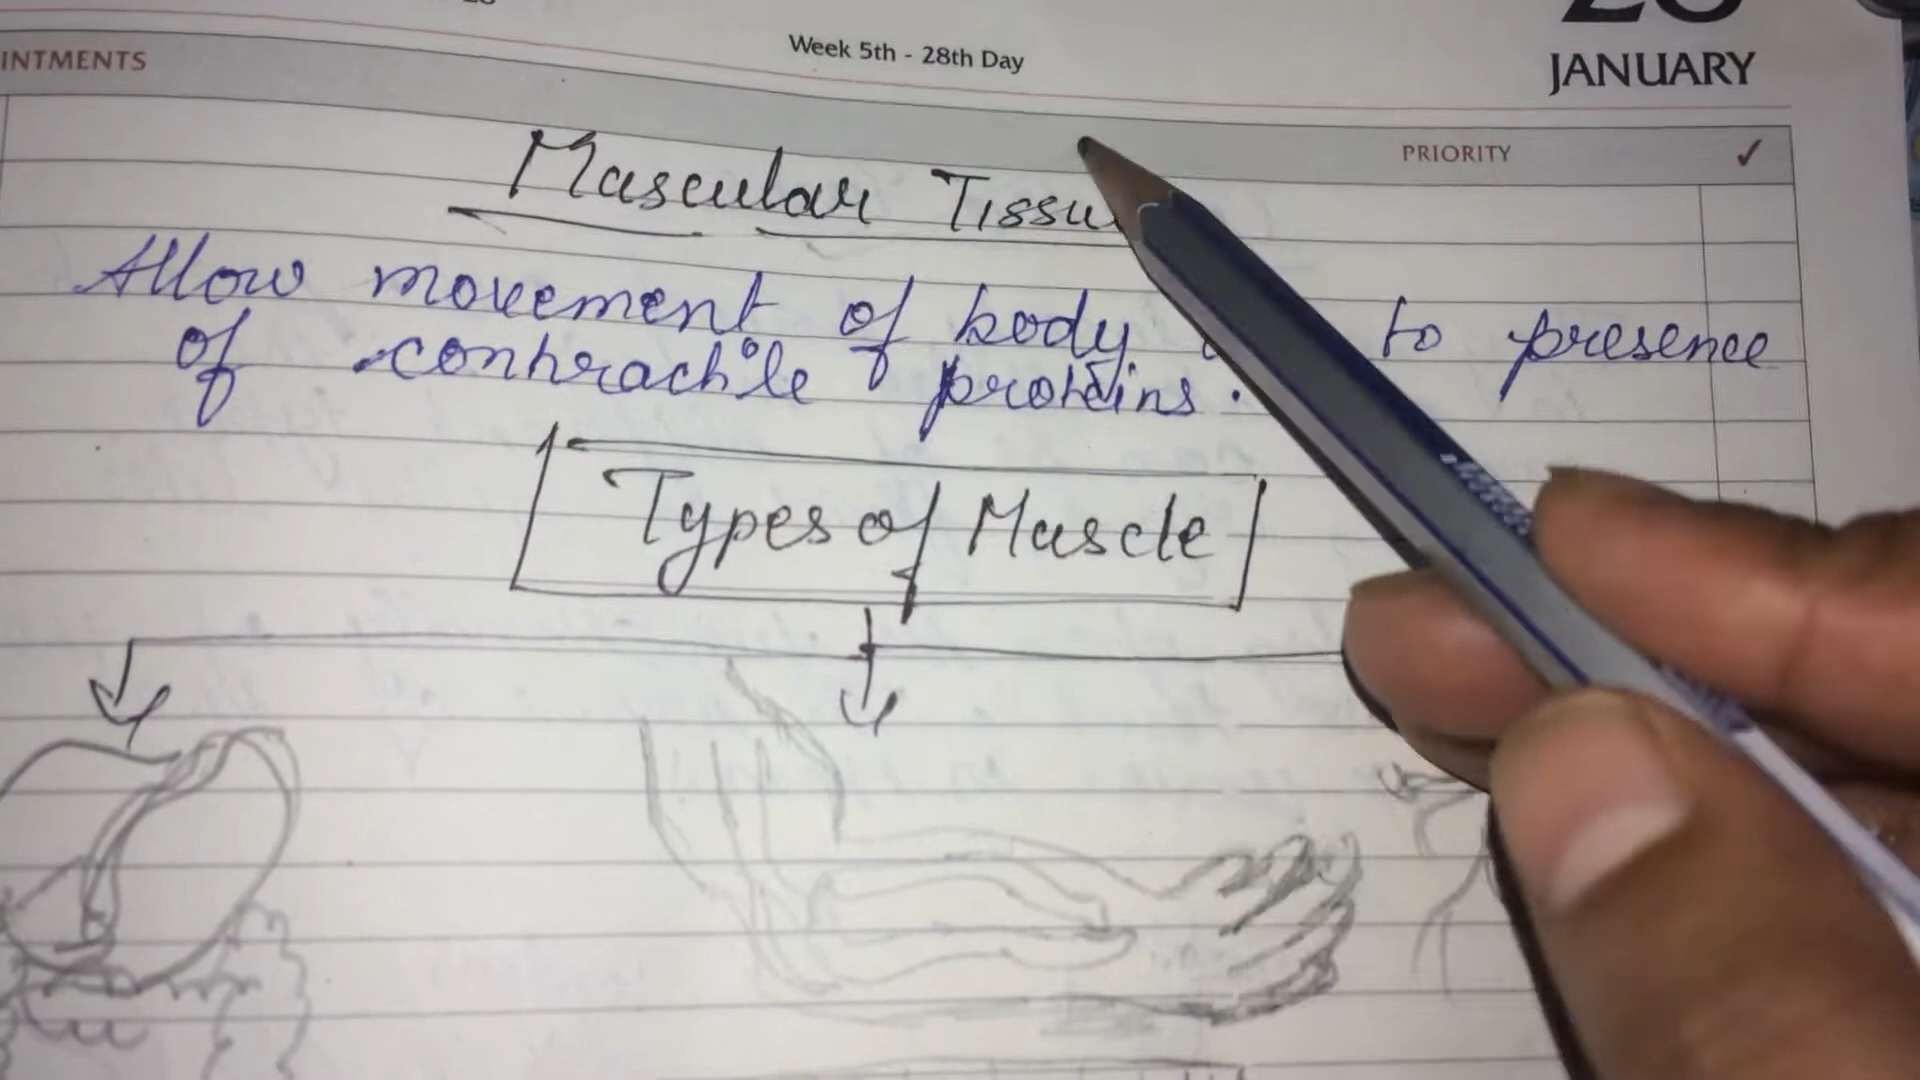 Week 5th - 28th Day
28
JANUARY
INTMENTS
PRIORITY
Muscular Tissu
Allow movement of body to presence
of contractile proteins.
Types of Muscle